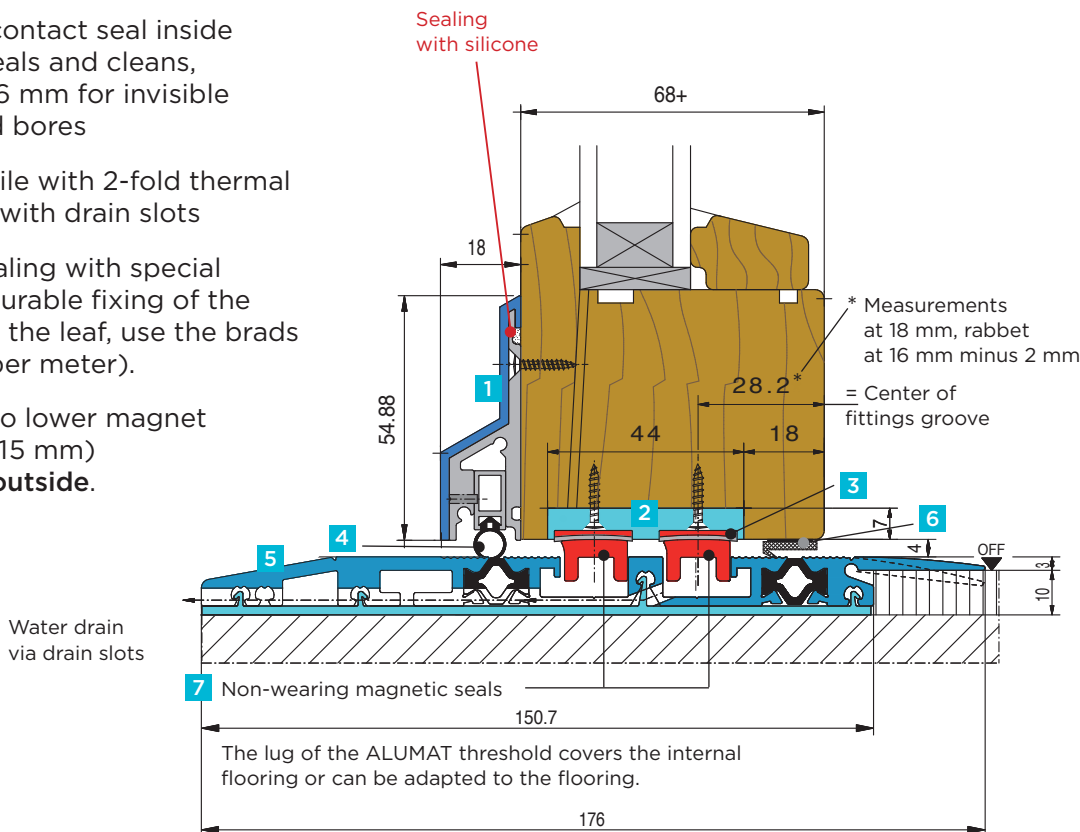 contact seal inside
eals and cleans,
6 mm for invisible
d bores
ile with 2-fold thermal
with drain slots
aling with special
urable fixing of the
the leaf, use the brads
per meter).
o lower magnet
15 mm)
outside.
Sealing
with silicone
68+
18
54.88
1
* Measurements
at 18 mm, rabbet
at 16 mm minus 2 mm
28.2*
= Center of
fittings groove
44
18
2
3
7
6
4
4
5
OFF
3
10
Water drain
via drain slots
7 Non-wearing magnetic seals
150.7
The lug of the ALUMAT threshold covers the internal
flooring or can be adapted to the flooring.
176